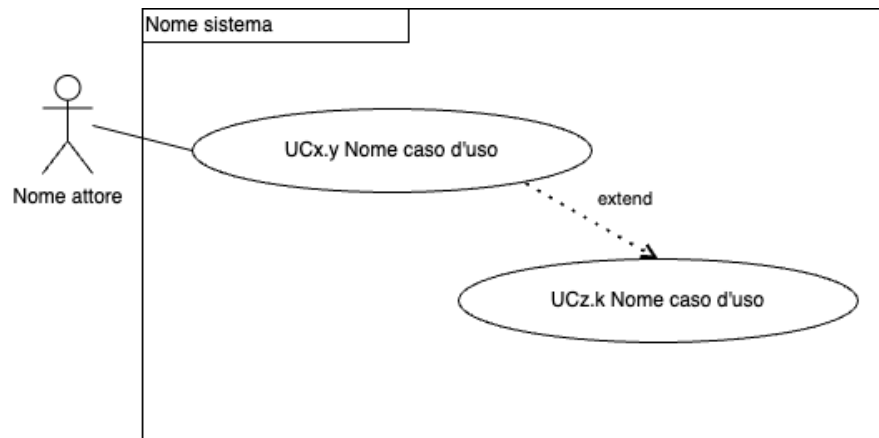 Nome sistema
UCx.y Nome caso d'uso
Nome attore
extend
UCz.k Nome caso d'uso